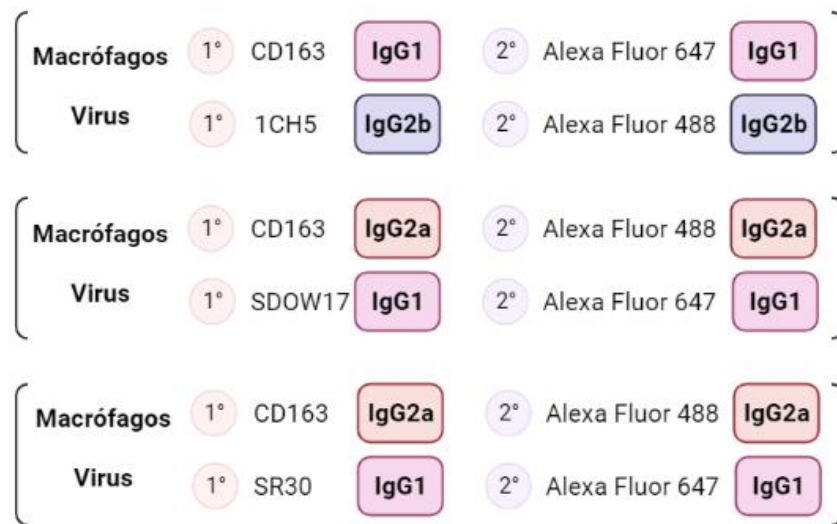 Macrófagos 1° CD163 IgG1 2° Alexa Fluor 647 IgG1
Virus 1° 1CH5 IgG2b 2° Alexa Fluor 488 IgG2b
Macrófagos 1° CD163 IgG2a 2° Alexa Fluor 488 IgG2a
Virus 1° SDOW17 IgG1 2° Alexa Fluor 647 IgG1
Macrófagos 1° CD163 IgG2a 2° Alexa Fluor 488 IgG2a
Virus 1° SR30 IgG1 2° Alexa Fluor 647 IgG1